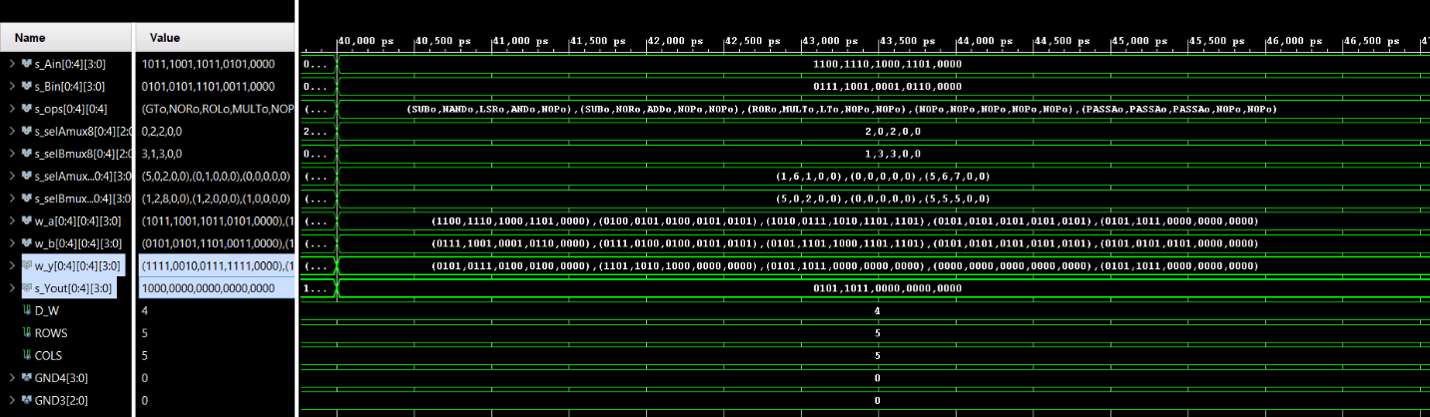 Name Value 40,000 ps 40,500 ps 41,000 ps 41,500 ps 42,000 ps 42,500 ps 43,000 ps 43,500 ps 44,000 ps 44,500 ps 45,000 ps 45,500 ps 46,000 ps 46,500 ps 47
s_Ain[0:4][3:0] 1011,1001,1011,0101,0000 0... 1100,1110,1000,1101,0000
s_Bin[0:4][3:0] 0101,0101,1101,0011,0000 0... 0111,1001,0001,0110,0000
s_ops[0:4][0:4] (GTo,NORo,ROLo,MULTo,NOP (... (SUBo,NANDo,LSRo,ANDo,NOPo),(SUBo,NORo,ADDo,NOPo,NOPo),(RORo,MULTo,LTo,NOPo,NOPo),(NOPo,NOPo,NOPo,NOPo,NOPo),(PASSAo,PASSAo,PASSAo,NOPo,NOPo)
s_selAmux8[0:4][2:0 0,2,2,0,0 2... 2,0,2,0,0
s_selBmux8[0:4][2:0 3,1,3,0,0 0... 1,3,3,0,0
s_selAmux...0:4][3:0] (5,0,2,0,0),(0,1,0,0,0),(0,0,0,0,0) (... (1,6,1,0,0),(0,0,0,0,0),(5,6,7,0,0)
s_selBmux...0:4][3:0] (1,2,8,0,0),(1,2,0,0,0),(1,0,0,0,0) (... (5,0,2,0,0),(0,0,0,0,0),(5,5,5,0,0)
w_a[0:4][0:4][3:0] (1011,1001,1011,0101,0000),(1 (... (1100,1110,1000,1101,0000),(0100,0101,0100,0101,0101),(1010,0111,1010,1101,1101),(0101,0101,0101,0101,0101),(0101,1011,0000,0000,0000)
w_b[0:4][0:4][3:0] (0101,0101,1101,0011,0000),(1 (... (0111,1001,0001,0110,0000),(0111,0100,0100,0101,0101),(0101,1101,1000,1101,1101),(0101,0101,0101,0101,0101),(0101,0101,0101,0000,0000)
w_y[0:4][0:4][3:0] (1111,0010,0111,1111,0000),(1 (... (0101,0111,0100,0100,0000),(1101,1010,1000,0000,0000),(0101,1011,0000,0000,0000),(0000,0000,0000,0000,0000),(0101,1011,0000,0000,0000)
s_Yout[0:4][3:0] 1000,0000,0000,0000,0000 1... 0101,1011,0000,0000,0000
D_W 4 4
ROWS 5 5
COLS 5 5
GND4[3:0] 0 0
GND3[2:0] 0 0